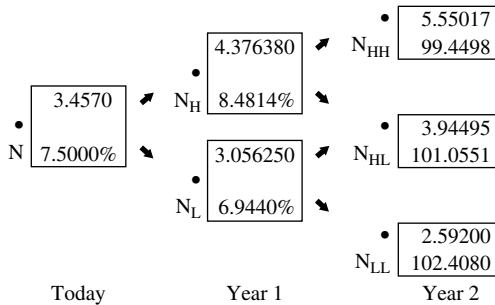 5.55017
N_HH 99.4498
4.376380
N_H 8.4814%
3.4570
N 7.5000%
3.94495
N_HL 101.0551
3.056250
N_L 6.9440%
2.59200
N_LL 102.4080
Today Year 1 Year 2